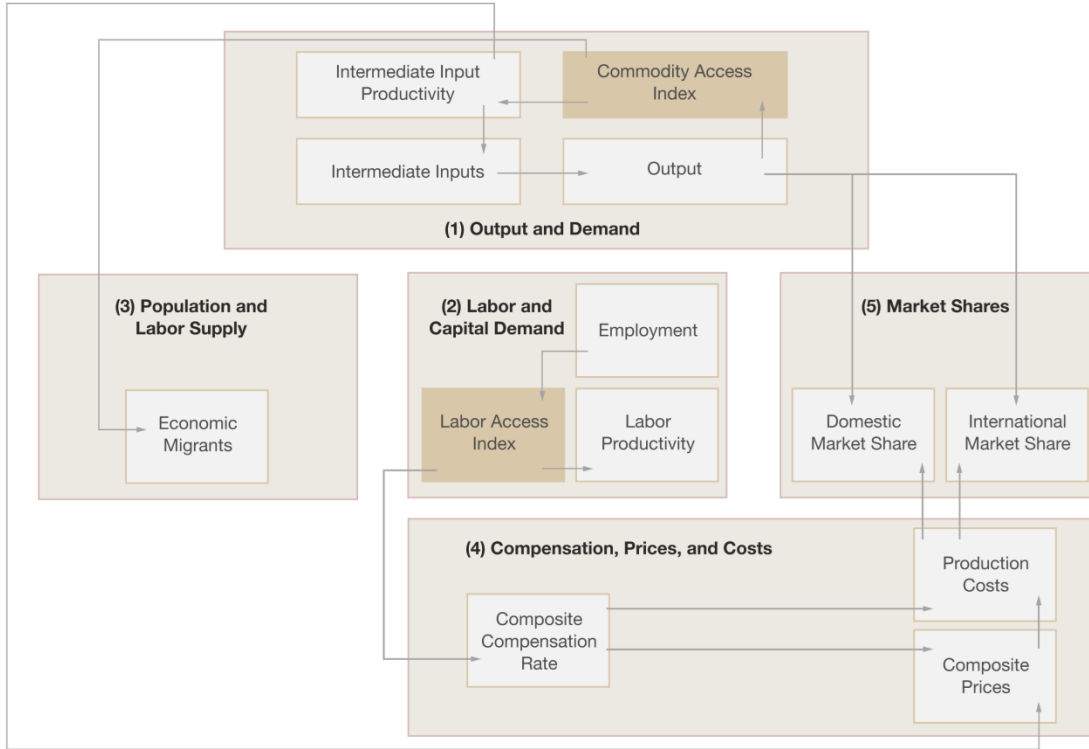 Intermediate Input
Productivity
Commodity Access
Index
Intermediate Inputs
Output
(1) Output and Demand
(3) Population and
Labor Supply
Economic
Migrants
(2) Labor and
Capital Demand
Employment
Labor Access
Index
Labor
Productivity
(5) Market Shares
Domestic
Market Share
International
Market Share
(4) Compensation, Prices, and Costs
Composite
Compensation
Rate
Production
Costs
Composite
Prices